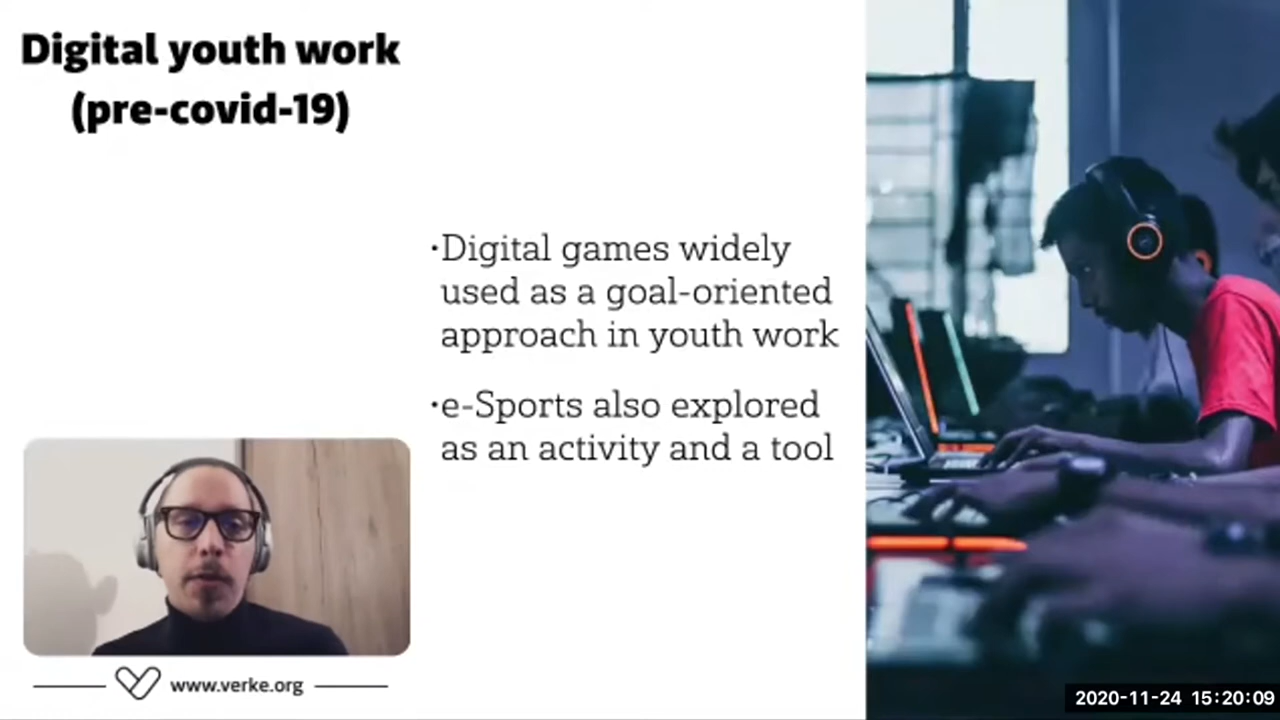 Digital youth work
(pre-covid-19)
·Digital games widely
used as a goal-oriented
approach in youth work
·e-Sports also explored
as an activity and a tool
www.verke.org
2020-11-24 15:20:09